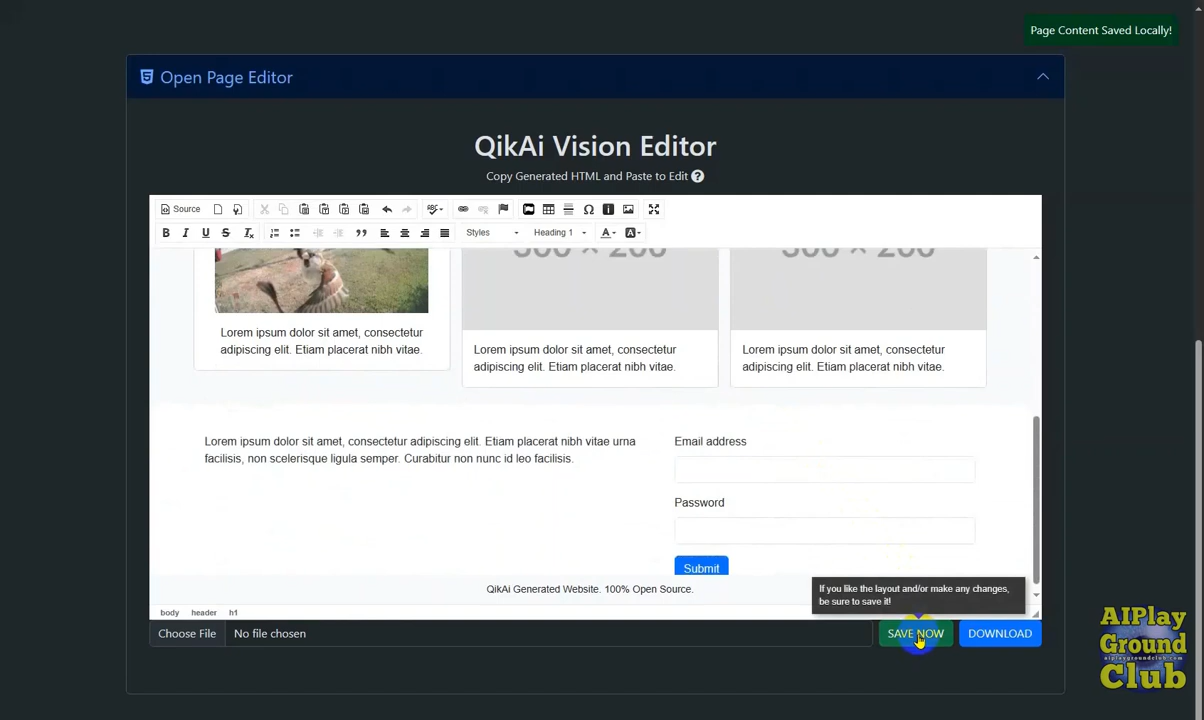 Page Content Saved Locally!
Open Page Editor
QikAi Vision Editor
Copy Generated HTML and Paste to Edit
Source
Styles
Heading 1
Lorem ipsum dolor sit amet, consectetur
adipiscing elit. Etiam placerat nibh vitae.
500 × 200
Lorem ipsum dolor sit amet, consectetur
adipiscing elit. Etiam placerat nibh vitae.
500 × 200
Lorem ipsum dolor sit amet, consectetur
adipiscing elit. Etiam placerat nibh vitae.
Lorem ipsum dolor sit amet, consectetur adipiscing elit. Etiam placerat nibh vitae urna
facilisis, non scelerisque ligula semper. Curabitur non nunc id leo facilisis.
Email address
Password
Submit
QikAi Generated Website. 100% Open Source.
If you like the layout and/or make any changes,
be sure to save it!
body header h1
Choose File No file chosen
SAVE NOW
DOWNLOAD
AIPlay
Ground
aiplaygroundclub.com
Club